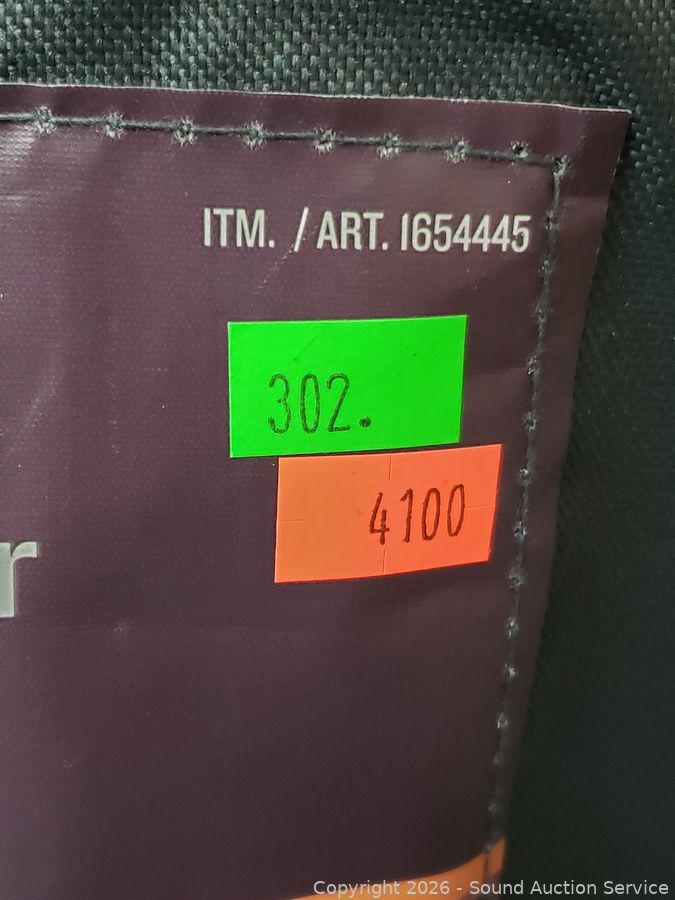 ITM. / ART. 1654445
302.
4100
r
Copyright 2026 - Sound Auction Service